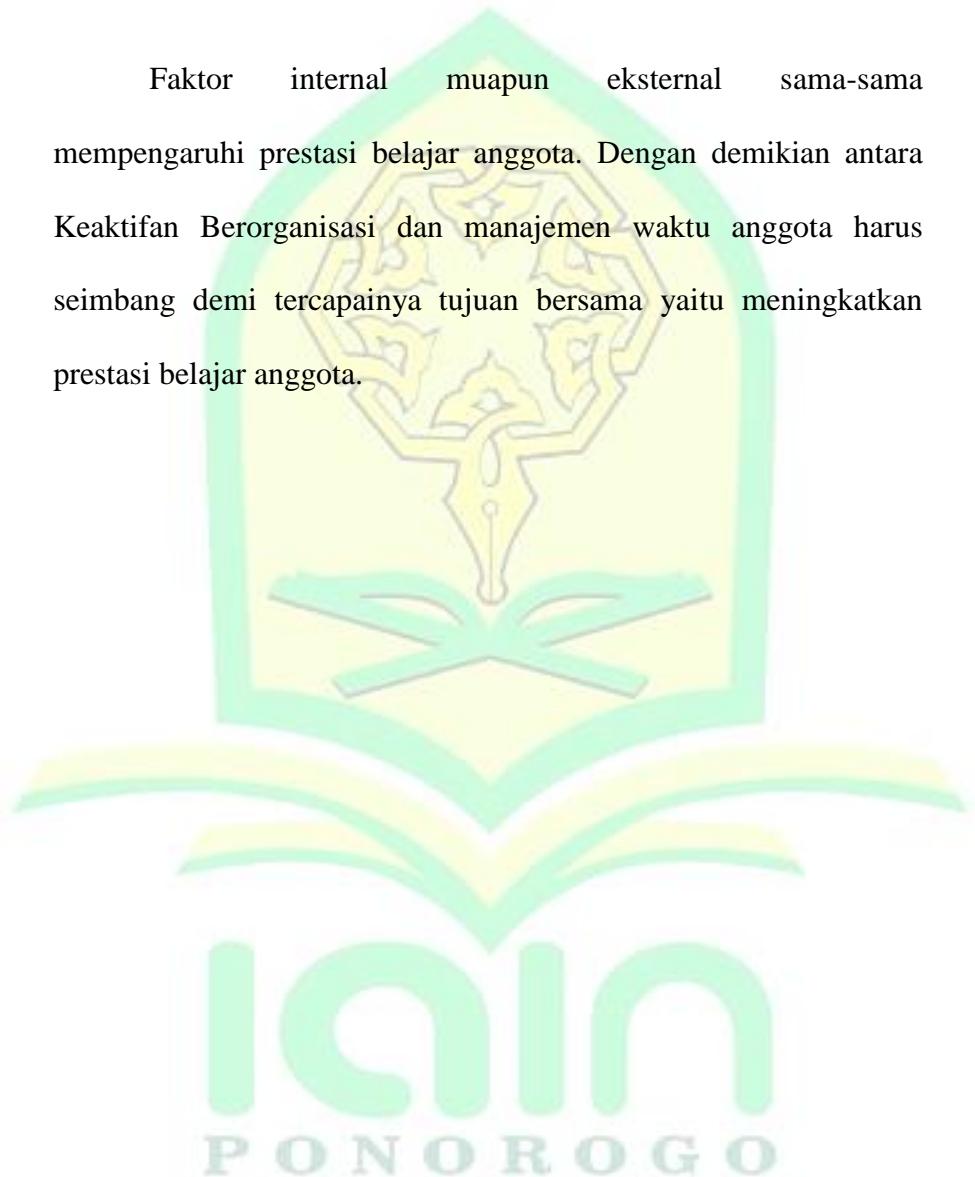 Faktor internal muapun eksternal sama-sama
mempengaruhi prestasi belajar anggota. Dengan demikian antara
Keaktifan Berorganisasi dan manajemen waktu anggota harus
seimbang demi tercapainya tujuan bersama yaitu meningkatkan
prestasi belajar anggota.
iain
PONOROGO